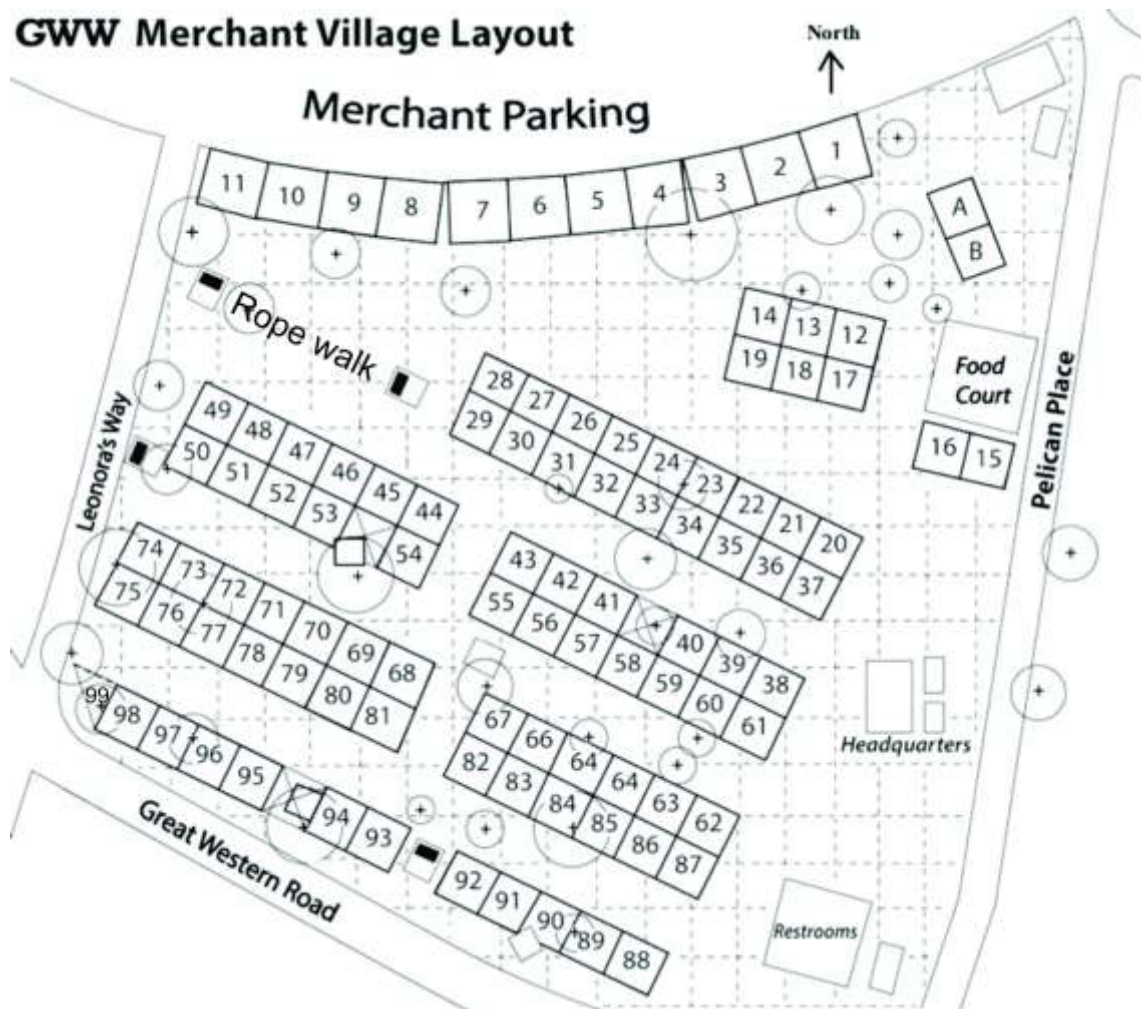 GWW Merchant Village Layout
North
Merchant Parking
11 10 9 8 7 6 5 4 3 2 1
A
B
Rope walk
14 13 12
19 18 17
Food
Court
16 15
Leonora's Way
Pelican Place
28 27 26 25 24 23 22 21 20
29 30 31 32 33 34 35 36 37
49 48 47 46 45 44
50 51 52 53 54
43 42 41 40 39 38
55 56 57 58 59 60 61
74 73 72 71 70 69 68
75 76 77 78 79 80 81
Headquarters
67 66 64 64 63 62
82 83 84 85 86 87
99 98 97 96 95 94 93
92 91 90 89 88
Great Western Road
Restrooms